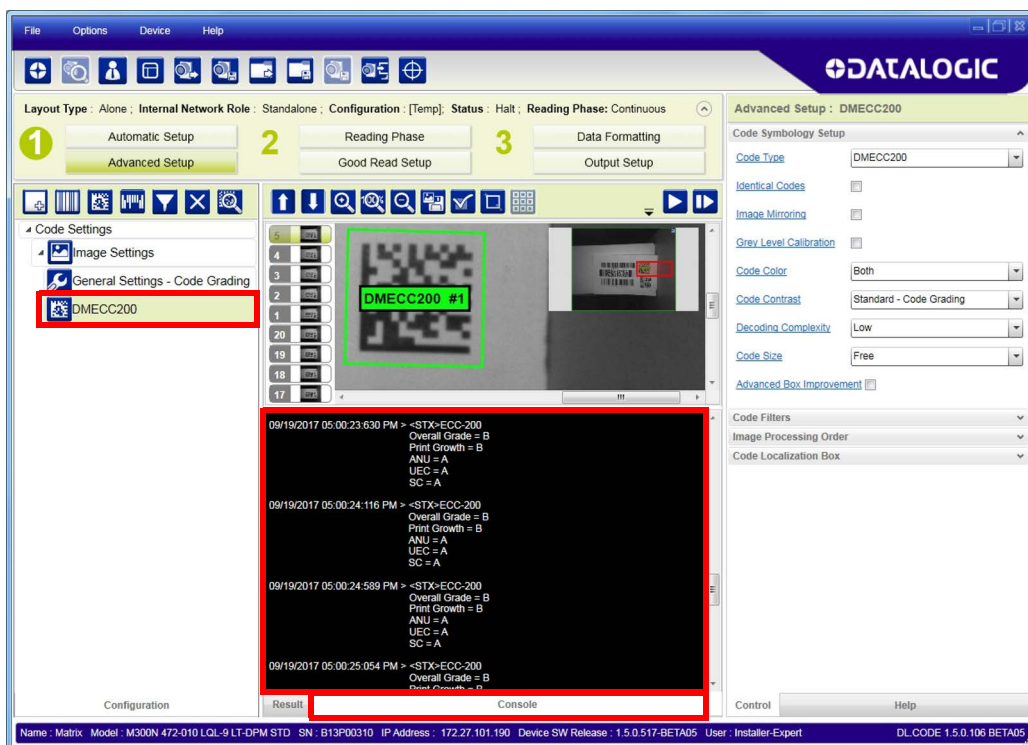 File Options Device Help
DATALOGIC
Layout Type : Alone ; Internal Network Role : Standalone ; Configuration : [Temp]; Status : Halt ; Reading Phase: Continuous
1 Automatic Setup 2 Reading Phase 3 Data Formatting
Advanced Setup Good Read Setup Output Setup
Code Settings
Image Settings
General Settings - Code Grading
DMECC200
Configuration
100%
5
4
3
2
1
20
19
18
17
DMECC200 #1
09/19/2017 05:00:23:630 PM > <STX>ECC-200
Overall Grade = B
Print Growth = B
ANU = A
UEC = A
SC = A
09/19/2017 05:00:24:116 PM > <STX>ECC-200
Overall Grade = B
Print Growth = B
ANU = A
UEC = A
SC = A
09/19/2017 05:00:24:589 PM > <STX>ECC-200
Overall Grade = B
Print Growth = B
ANU = A
UEC = A
SC = A
09/19/2017 05:00:25:054 PM > <STX>ECC-200
Overall Grade = B
Print Growth = B
Result Console
Advanced Setup : DMECC200
Code Symbology Setup
Code Type DMECC200
Identical Codes
Image Mirroring
Grey Level Calibration
Code Color Both
Code Contrast Standard - Code Grading
Decoding Complexity Low
Code Size Free
Advanced Box Improvement
Code Filters
Image Processing Order
Code Localization Box
Control Help
Name : Matrix Model : M300N 472-010 LQL-9 LT-DPM STD SN : B13P00310 IP Address : 172.27.101.190 Device SW Release : 1.5.0.517-BETA05 User : Installer-Expert DL.CODE 1.5.0.106 BETA05